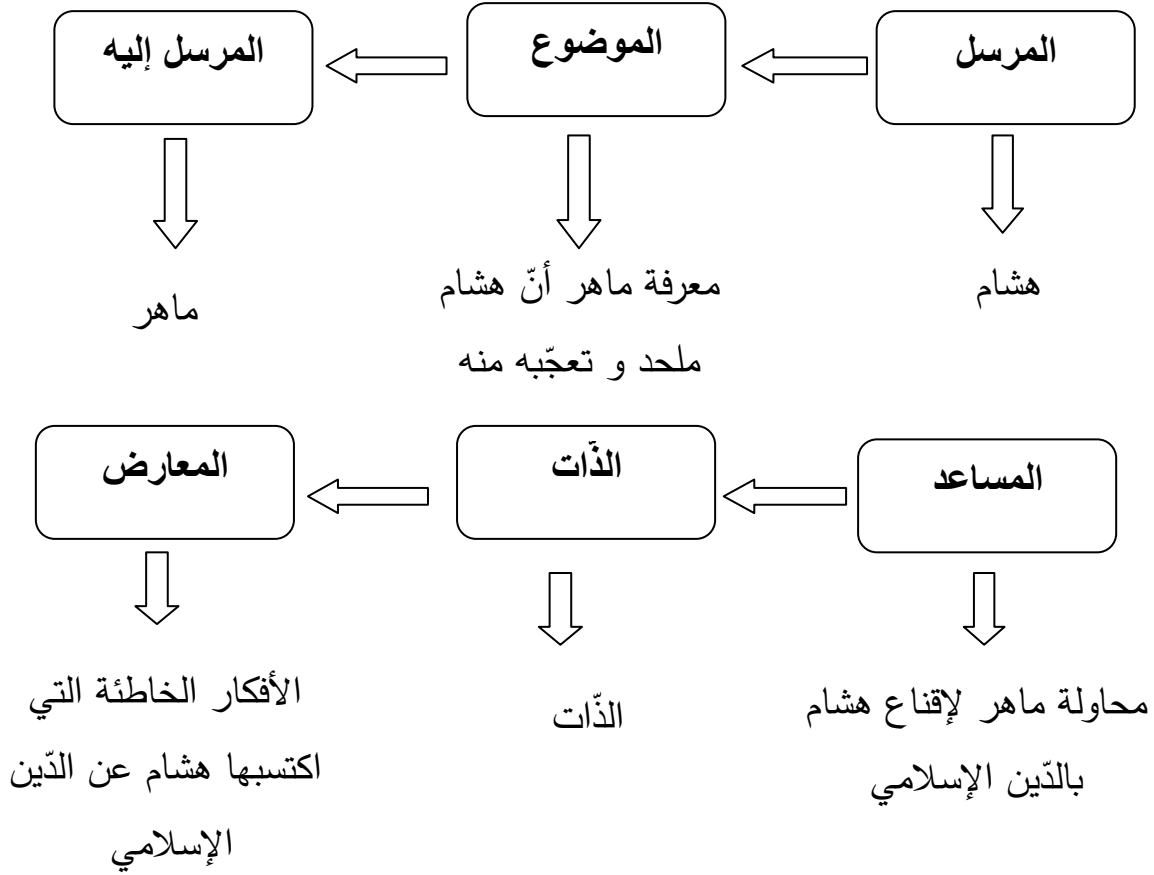 المرسل
الموضوع
المرسل إليه
هشام
معرفة ماهر أنّ هشام
ملحد و تعجّبه منه
ماهر
المساعد
الذّات
المعارض
محاولة ماهر لإقناع هشام
بالدّين الإسلامي
الذّات
الأفكار الخاطئة التي
اكتسبها هشام عن الدّين
الإسلامي